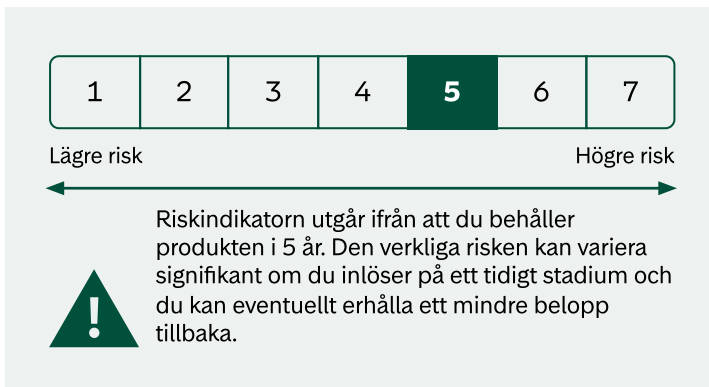 1 2 3 4 5 6 7
Lägre risk Högre risk
Riskindikatorn utgår ifrån att du behåller
produkten i 5 år. Den verkliga risken kan variera
signifikant om du inlöser på ett tidigt stadium och
du kan eventuellt erhålla ett mindre belopp
tillbaka.
!